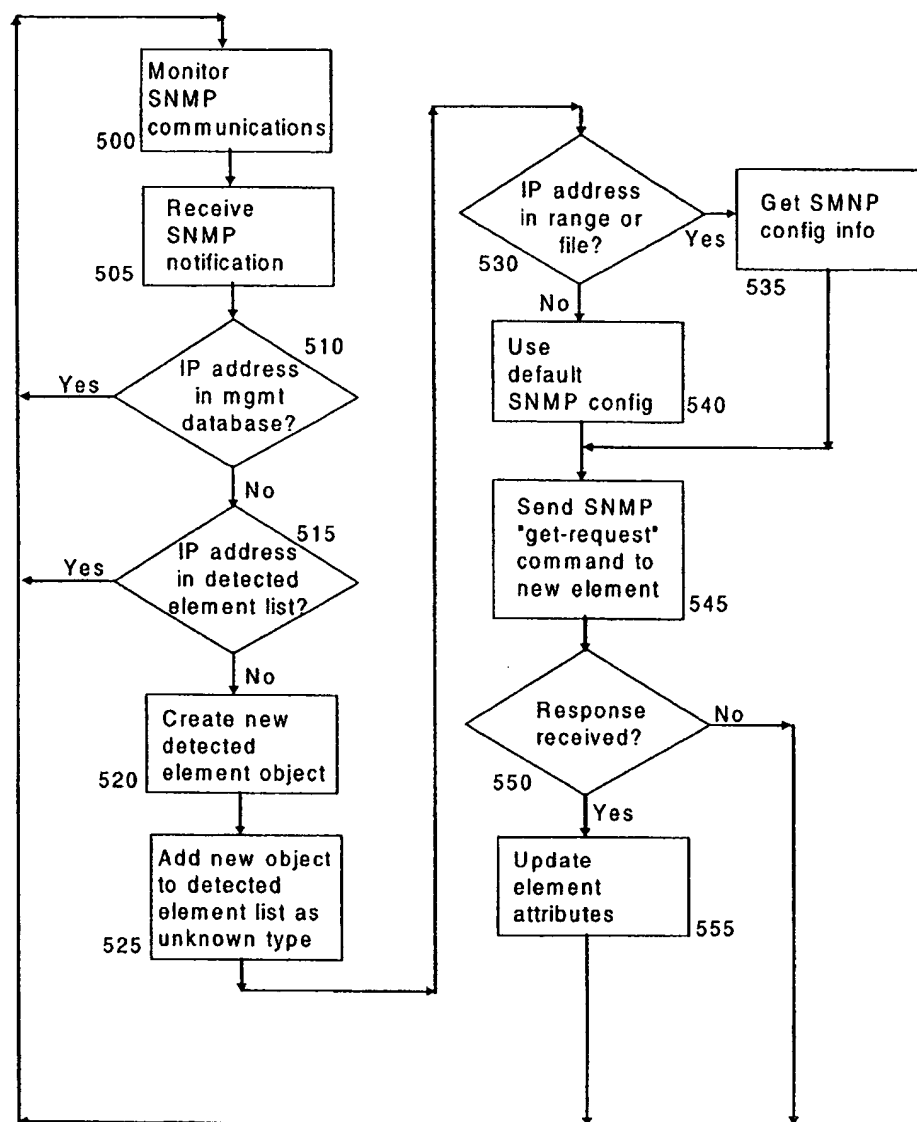 Monitor
SNMP
communications
500
Receive
SNMP
notification
505
510
IP address
in mgmt
database?
Yes
No
515
IP address
in detected
element list?
Yes
No
Create new
detected
element object
520
Add new object
to detected
element list as
unknown type
525
IP address
in range or
file?
530
Yes
No
Get SMNP
config info
535
Use
default
SNMP config
540
Send SNMP
"get-request"
command to
new element
545
Response
received?
550
No
Yes
Update
element
attributes
555